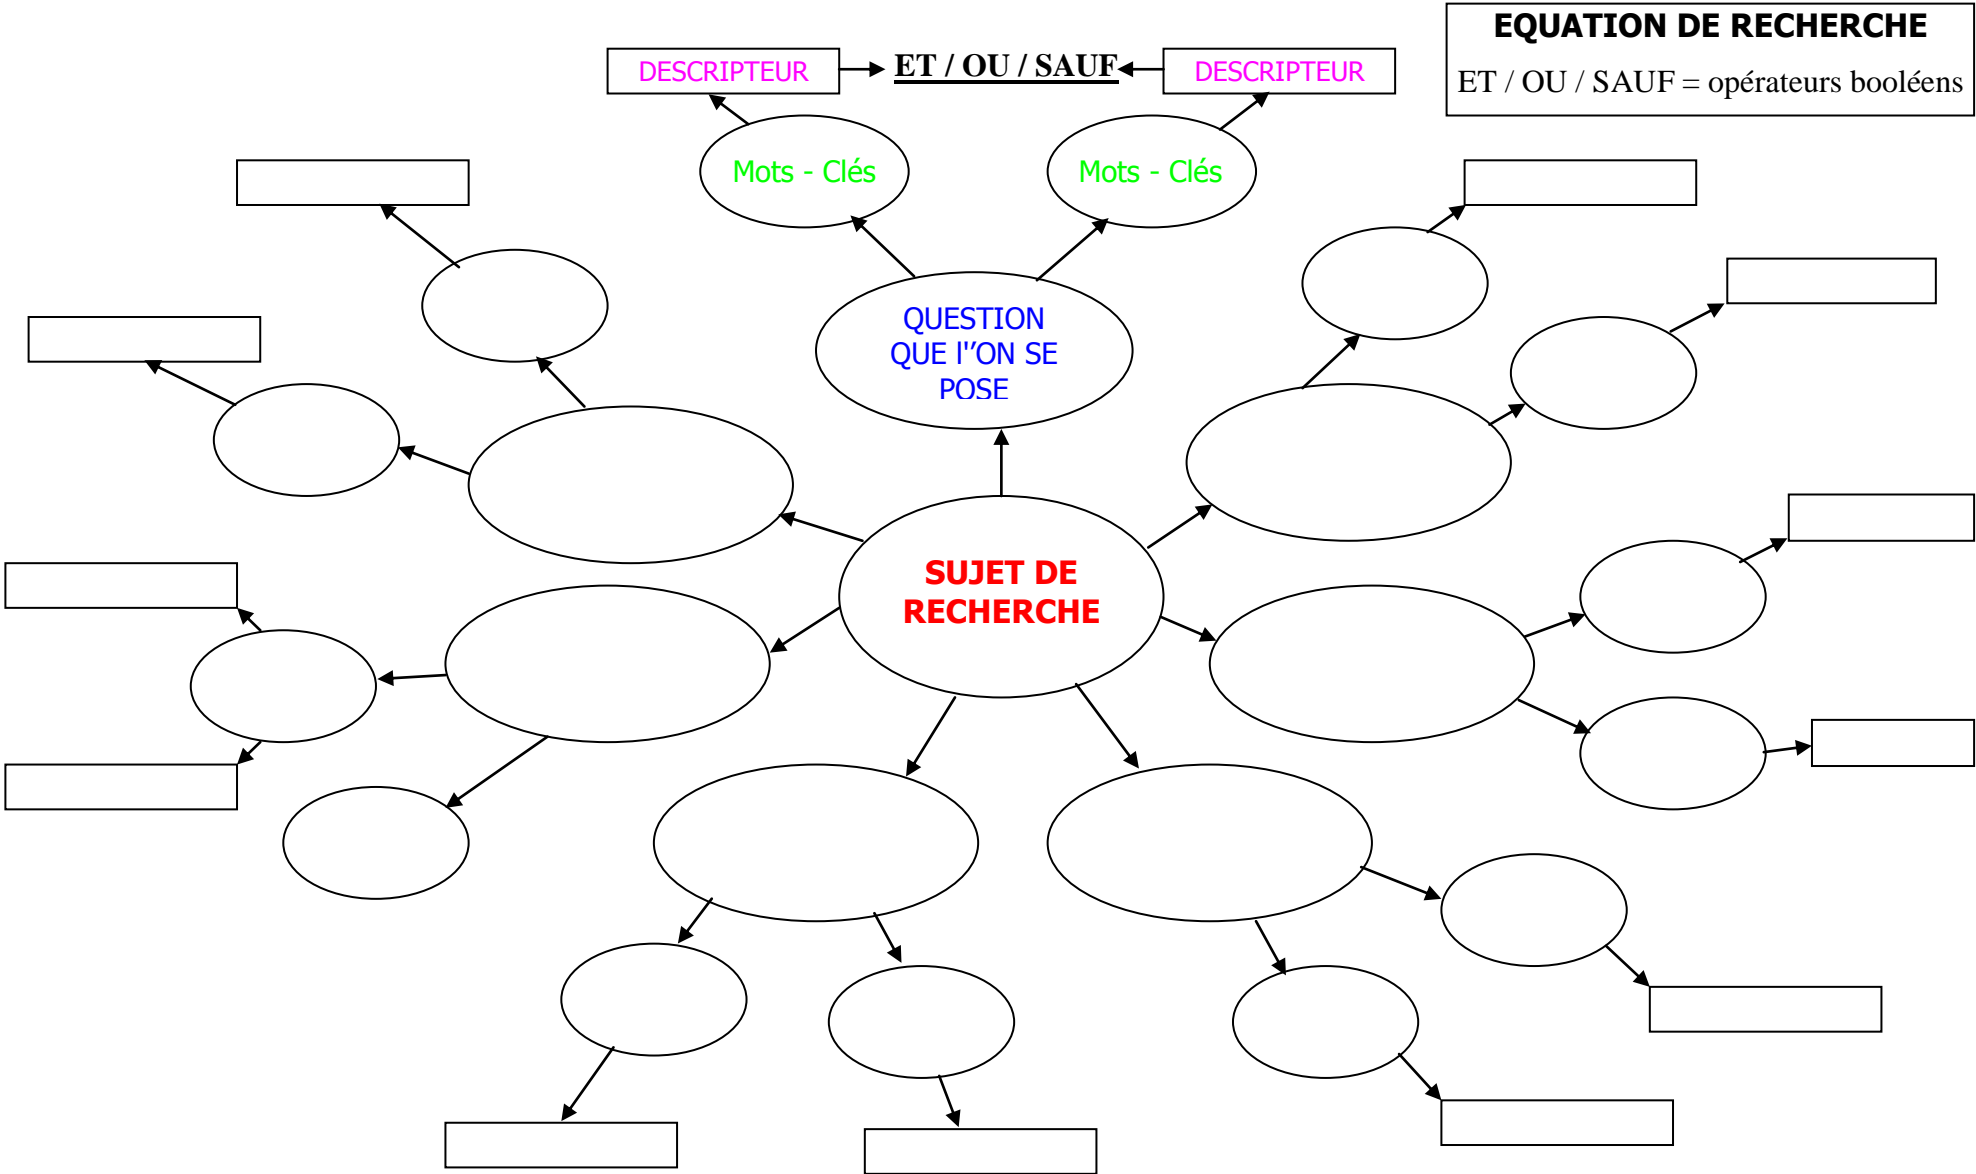 EQUATION DE RECHERCHE
ET / OU / SAUF = opérateurs booléens
DESCRIPTEUR
ET / OU / SAUF
DESCRIPTEUR
Mots - Clés
Mots - Clés
QUESTION
QUE l'’ON SE
POSE
SUJET DE
RECHERCHE